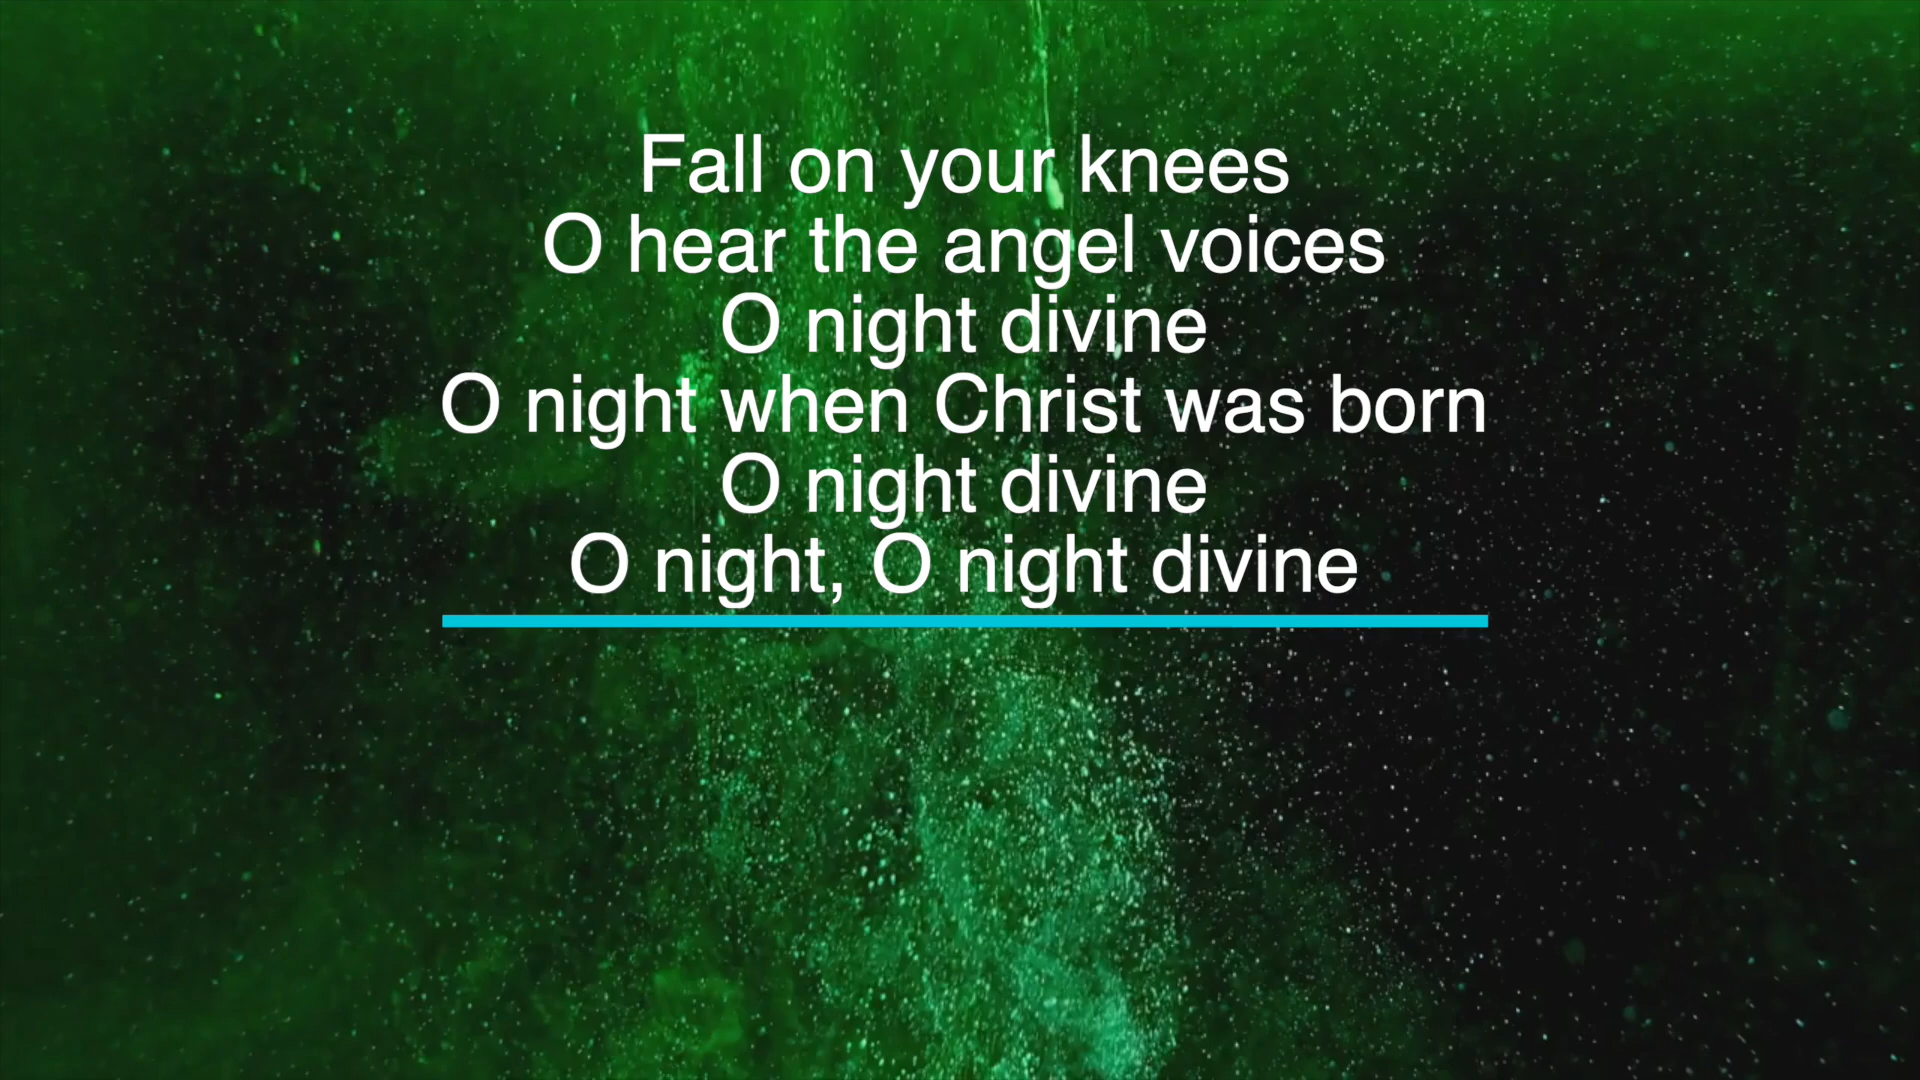 Fall on your knees
O hear the angel voices
O night divine
O night when Christ was born
O night divine
O night, O night divine